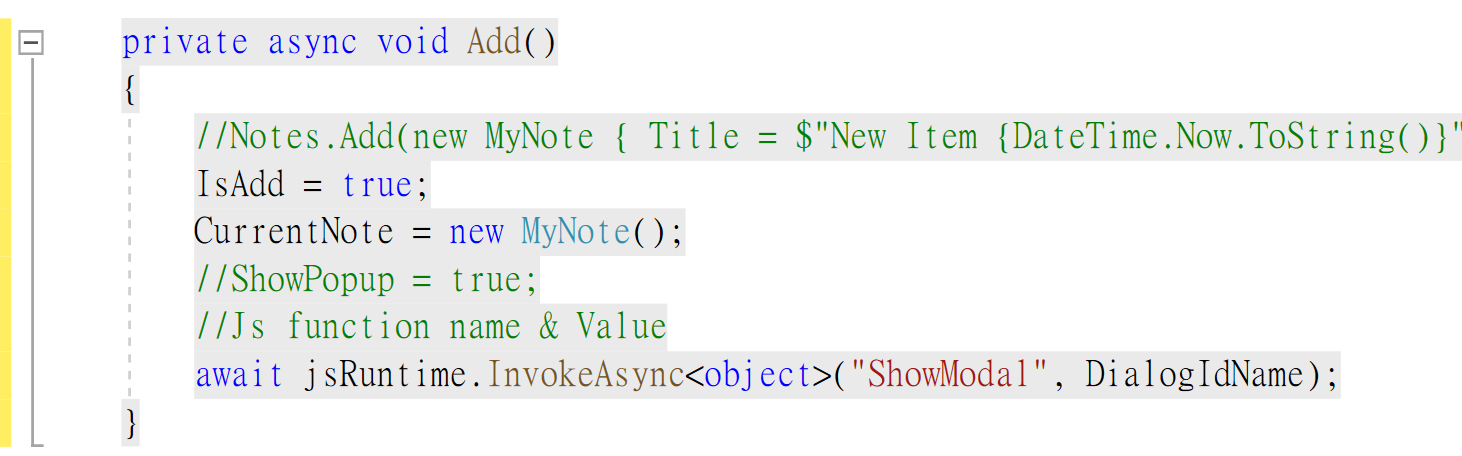 private async void Add()
{
//Notes.Add(new MyNote { Title = $"New Item {DateTime.Now.ToString()}"
IsAdd = true;
CurrentNote = new MyNote();
//ShowPopup = true;
//Js function name & Value
await jsRuntime.InvokeAsync<object>("ShowModal", DialogIdName);
}